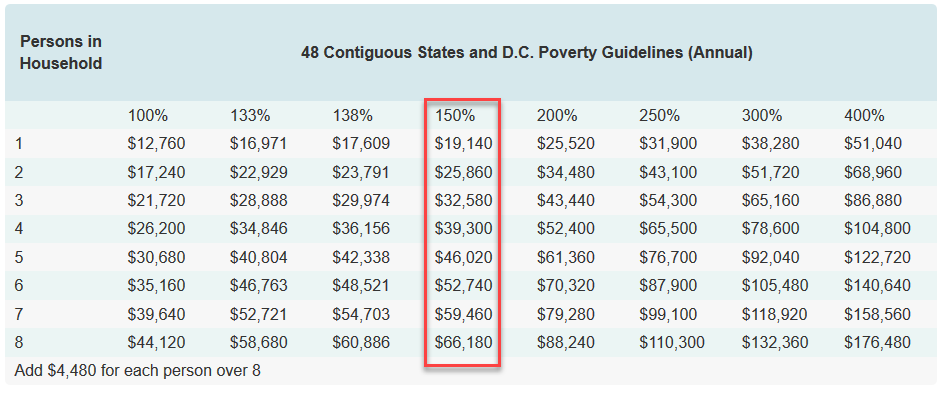 Persons in
Household
48 Contiguous States and D.C. Poverty Guidelines (Annual)
100% 133% 138% 150% 200% 250% 300% 400%
1 $12,760 $16,971 $17,609 $19,140 $25,520 $31,900 $38,280 $51,040
2 $17,240 $22,929 $23,791 $25,860 $34,480 $43,100 $51,720 $68,960
3 $21,720 $28,888 $29,974 $32,580 $43,440 $54,300 $65,160 $86,880
4 $26,200 $34,846 $36,156 $39,300 $52,400 $65,500 $78,600 $104,800
5 $30,680 $40,804 $42,338 $46,020 $61,360 $76,700 $92,040 $122,720
6 $35,160 $46,763 $48,521 $52,740 $70,320 $87,900 $105,480 $140,640
7 $39,640 $52,721 $54,703 $59,460 $79,280 $99,100 $118,920 $158,560
8 $44,120 $58,680 $60,886 $66,180 $88,240 $110,300 $132,360 $176,480
Add $4,480 for each person over 8